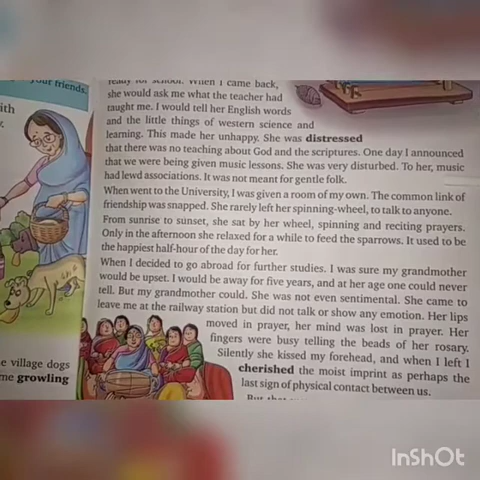 your friends.
ith
ready for school. When I came back,
she would ask me what the teacher had
taught me. I would tell her English words
and the little things of western science and
learning. This made her unhappy. She was distressed
that there was no teaching about God and the scriptures. One day I announced
that we were being given music lessons. She was very disturbed. To her, music
had lewd associations. It was not meant for gentle folk.
When went to the University, I was given a room of my own. The common link of
friendship was snapped. She rarely left her spinning-wheel, to talk to anyone.
From sunrise to sunset, she sat by her wheel, spinning and reciting prayers.
Only in the afternoon she relaxed for a while to feed the sparrows. It used to be
the happiest half-hour of the day for her.
When I decided to go abroad for further studies. I was sure my grandmother
would be upset. I would be away for five years, and at her age one could never
tell. But my grandmother could. She was not even sentimental. She came to
leave me at the railway station but did not talk or show any emotion. Her lips
moved in prayer, her mind was lost in prayer. Her
fingers were busy telling the beads of her rosary.
Silently she kissed my forehead, and when I left I
cherished the moist imprint as perhaps the
last sign of physical contact between us.
But that
e village dogs
me growling
InShOt